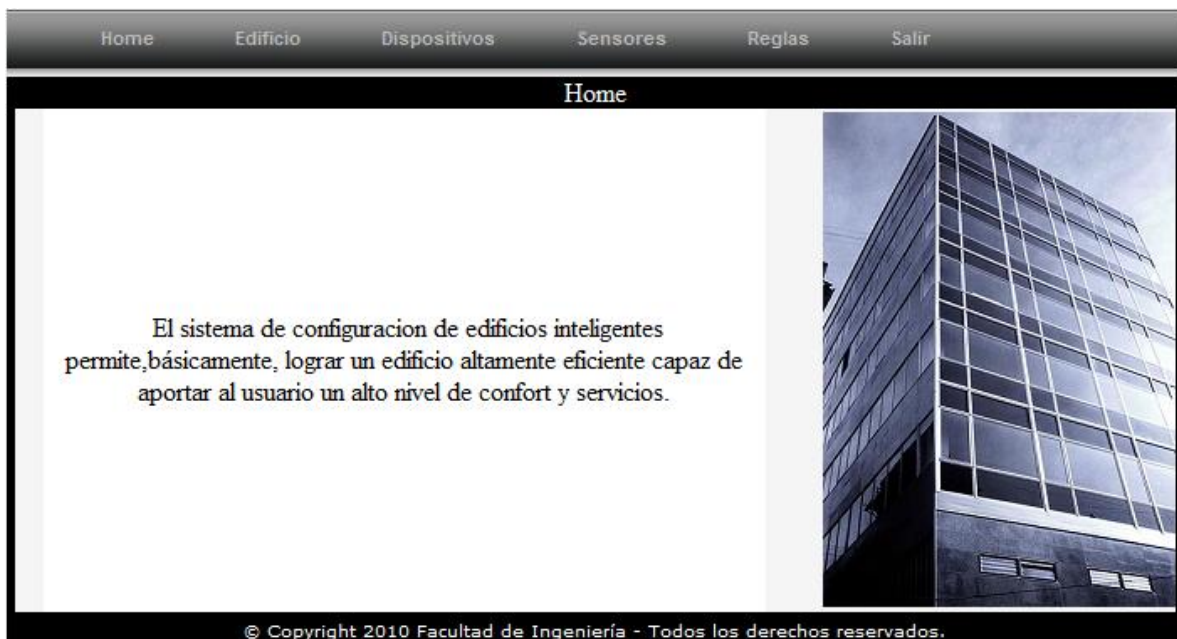 Home Edificio Dispositivos Sensores Reglas Salir
Home
El sistema de configuracion de edificios inteligentes
permite,básicamente, lograr un edificio altamente eficiente capaz de
aportar al usuario un alto nivel de confort y servicios.
© Copyright 2010 Facultad de Ingeniería - Todos los derechos reservados.